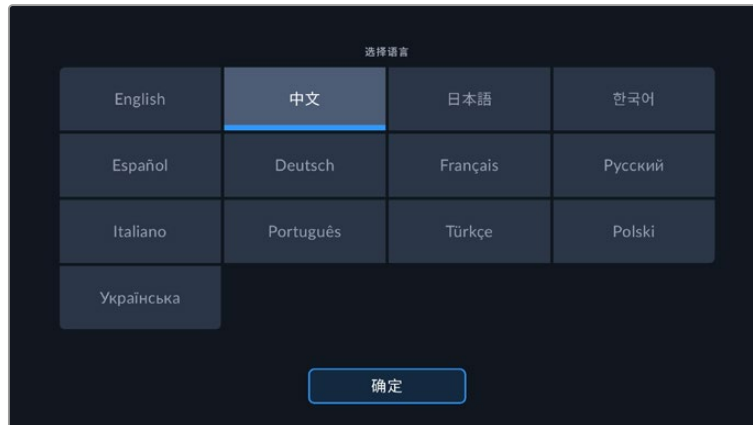 选择语言
English 中文 日本語 한국어
Español Deutsch Français Русский
Italiano Português Türkçe Polski
Українська
确定